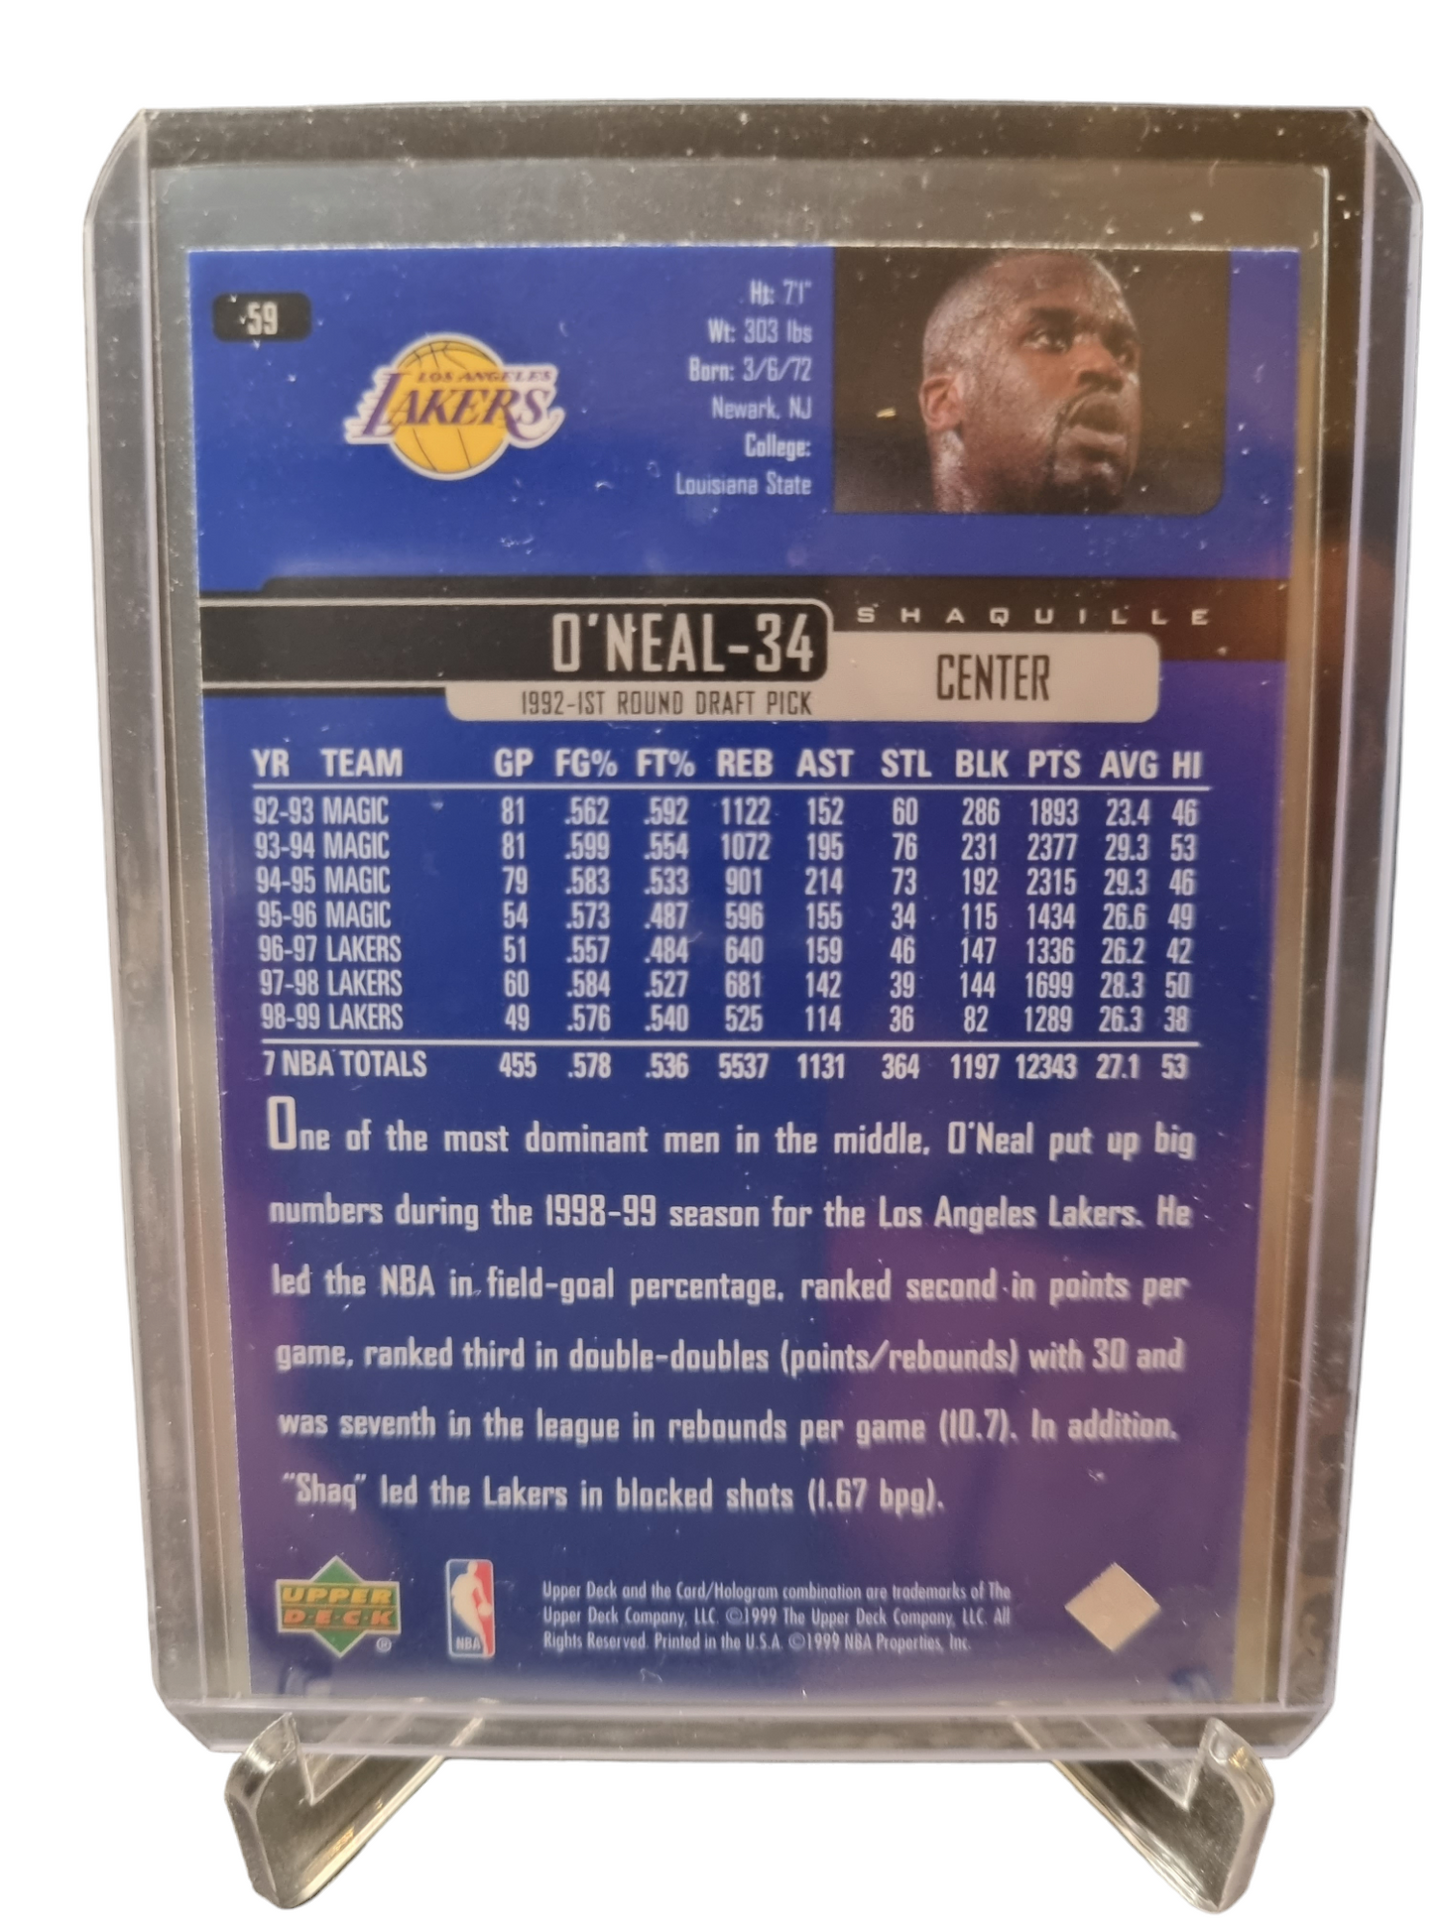 59
LOS ANGELES
LAKERS
Ht: 7'1"
Wt: 303 lbs
Born: 3/6/72
Newark, NJ
College:
Louisiana State
SHAQUILLE
O'NEAL-34
CENTER
1992-1ST ROUND DRAFT PICK
YR TEAM GP FG% FT% REB AST STL BLK PTS AVG HI
92-93 MAGIC 81 .562 .592 1122 152 60 286 1893 23.4 46
93-94 MAGIC 81 .599 .554 1072 195 76 231 2377 29.3 53
94-95 MAGIC 79 .583 .533 901 214 73 192 2315 29.3 46
95-96 MAGIC 54 .573 .487 596 155 34 115 1434 26.6 49
96-97 LAKERS 51 .557 .484 640 159 46 147 1336 26.2 42
97-98 LAKERS 60 .584 .527 681 142 39 144 1699 28.3 50
98-99 LAKERS 49 .576 .540 525 114 36 82 1289 26.3 38
7 NBA TOTALS 455 .578 .536 5537 1131 364 1197 12343 27.1 53
One of the most dominant men in the middle, O'Neal put up big
numbers during the 1998-99 season for the Los Angeles Lakers. He
led the NBA in field-goal percentage, ranked second in points per
game, ranked third in double-doubles (points/rebounds) with 30 and
was seventh in the league in rebounds per game (10.7). In addition,
"Shaq" led the Lakers in blocked shots (1.67 bpg).
UPPER
DECK
®
NBA
Upper Deck and the Card/Hologram combination are trademarks of The
Upper Deck Company, LLC. ©1999 The Upper Deck Company, LLC. All
Rights Reserved. Printed in the U.S.A. ©1999 NBA Properties, Inc.